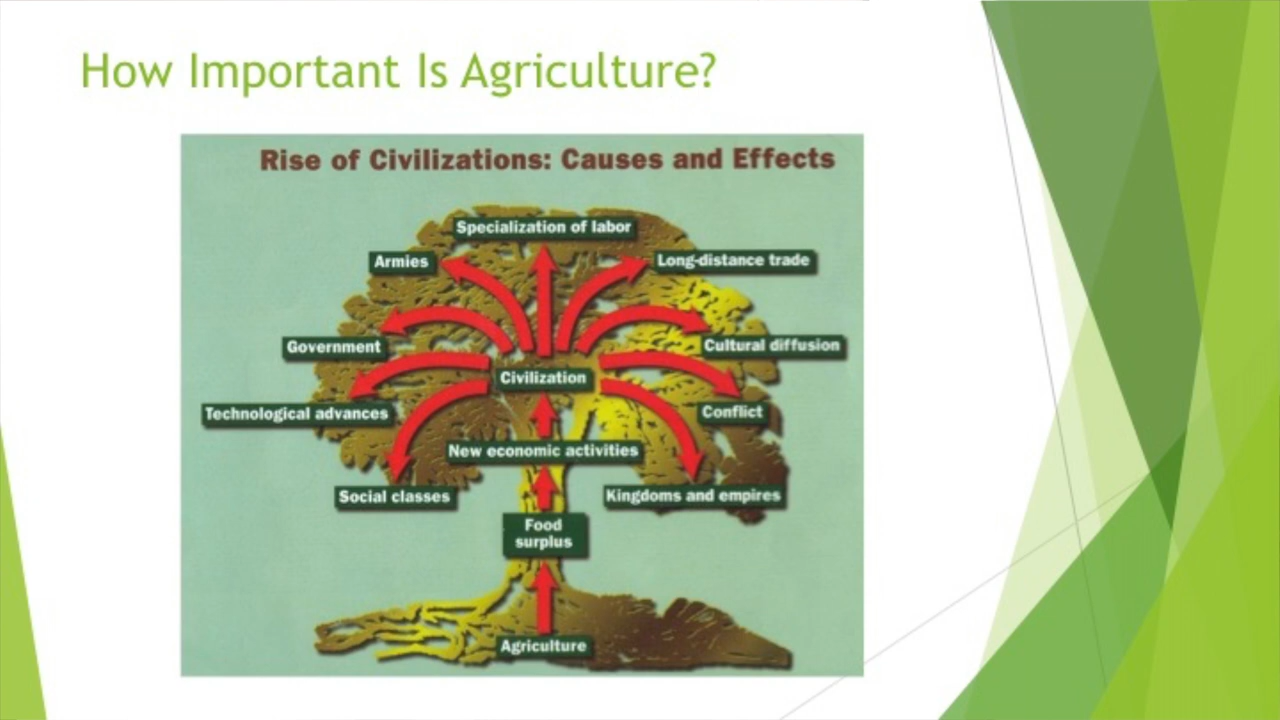 How Important Is Agriculture?
Rise of Civilizations: Causes and Effects
Specialization of labor
Armies
Long-distance trade
Government
Cultural diffusion
Civilization
Technological advances
Conflict
New economic activities
Social classes
Kingdoms and empires
Food
surplus
Agriculture